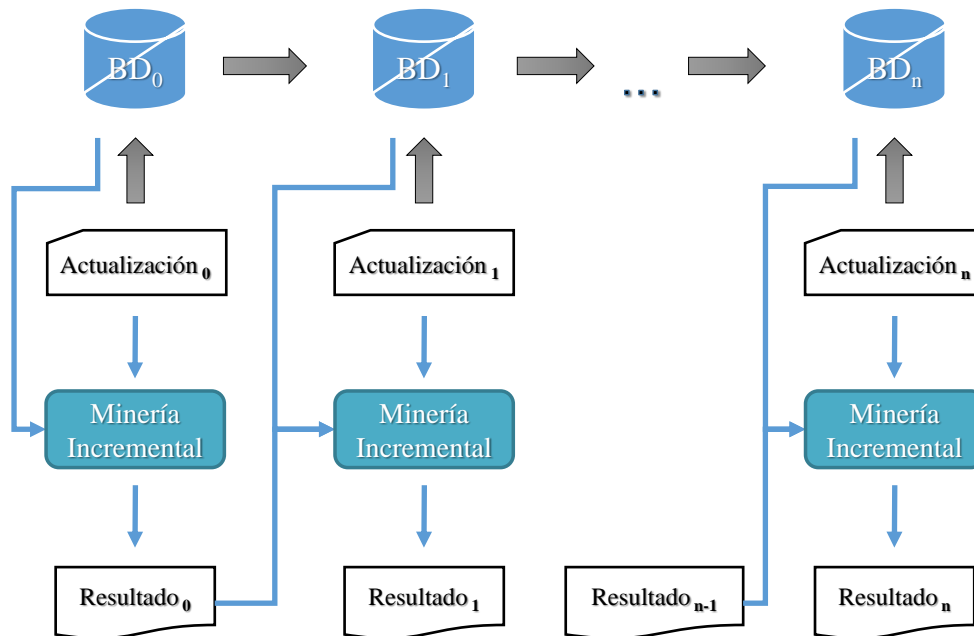 BD0 BD1 ... BDn
Actualización 0 Actualización 1 Actualización n
Minería Incremental
Minería Incremental
Minería Incremental
Resultado 0 Resultado 1 Resultado n-1 Resultado n